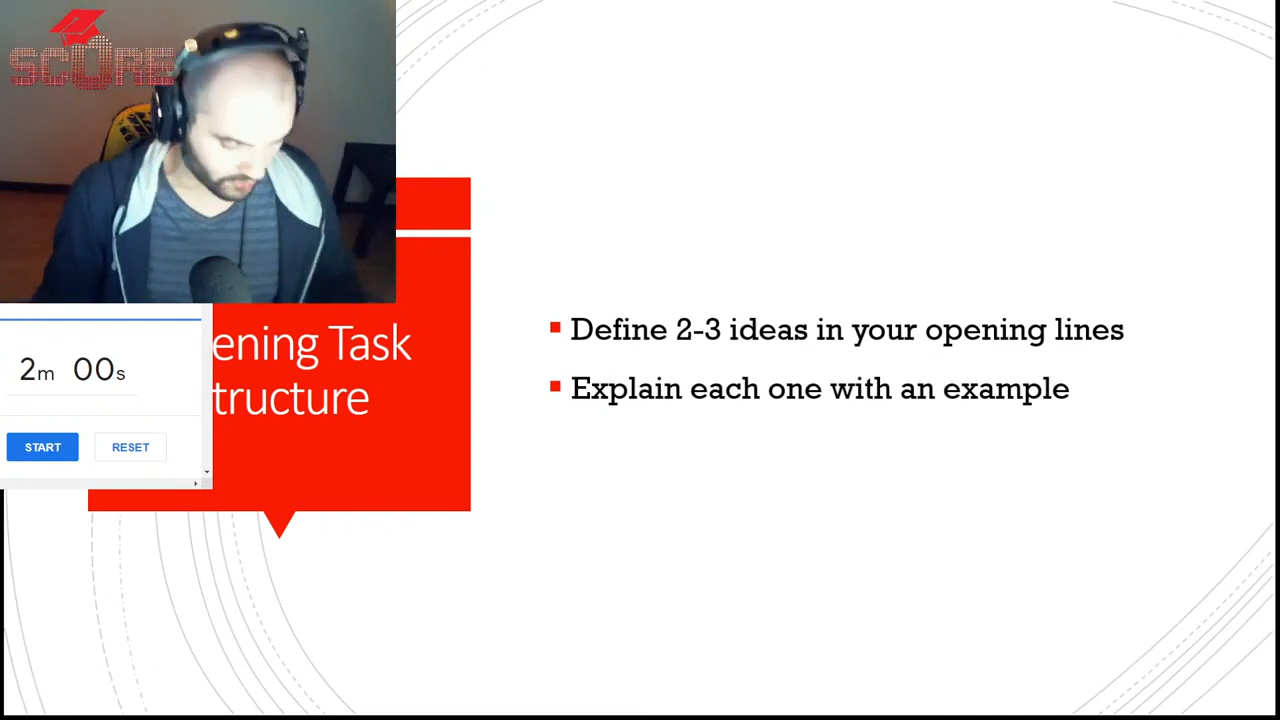 SCORE
ening Task
tructure
2m 00s
START
RESET
Define 2-3 ideas in your opening lines
Explain each one with an example